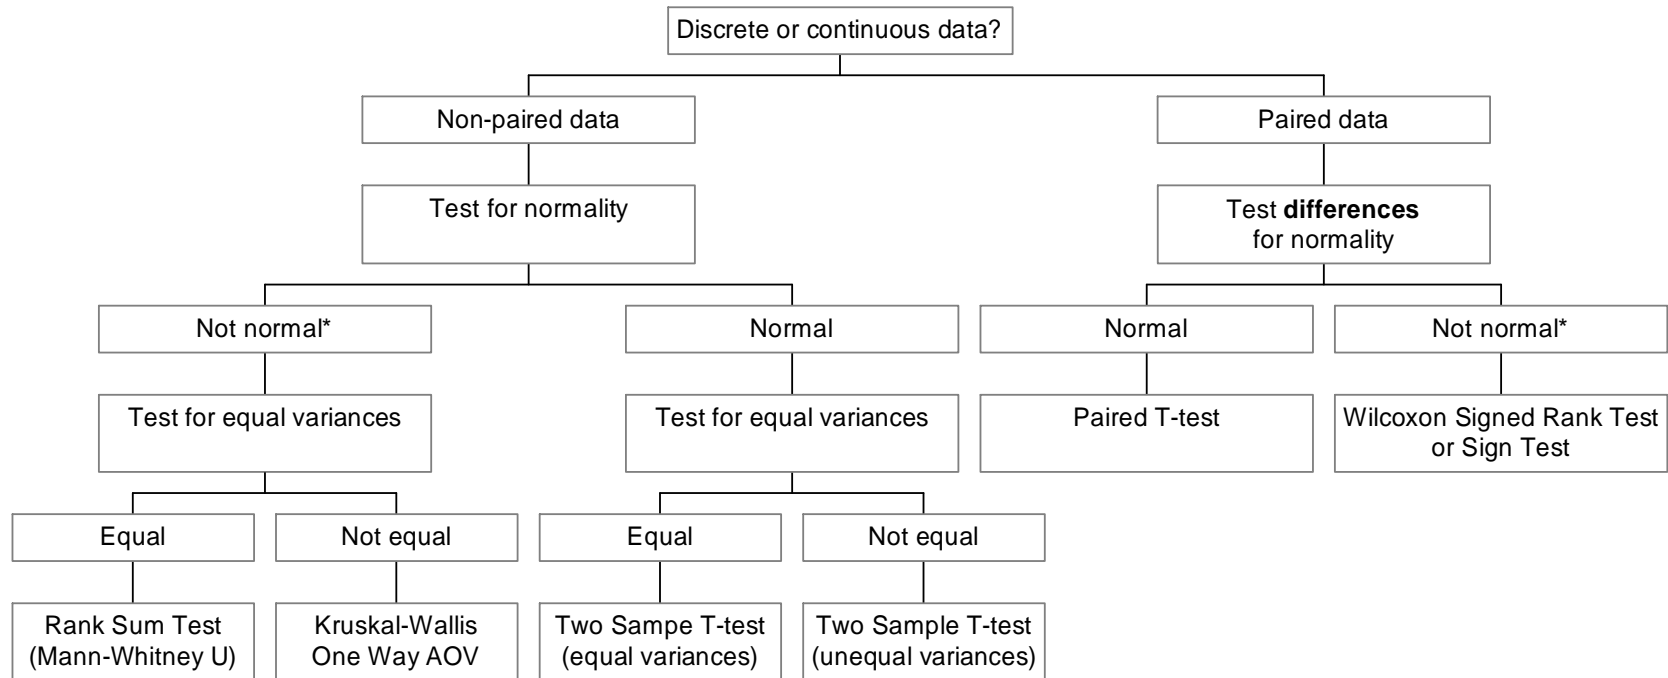 Discrete or continuous data?
Non-paired data
Paired data
Test for normality
Test differences
for normality
Not normal*
Normal
Normal
Not normal*
Test for equal variances
Test for equal variances
Paired T-test
Wilcoxon Signed Rank Test
or Sign Test
Equal
Not equal
Equal
Not equal
Rank Sum Test
(Mann-Whitney U)
Kruskal-Wallis
One Way AOV
Two Sampe T-test
(equal variances)
Two Sample T-test
(unequal variances)